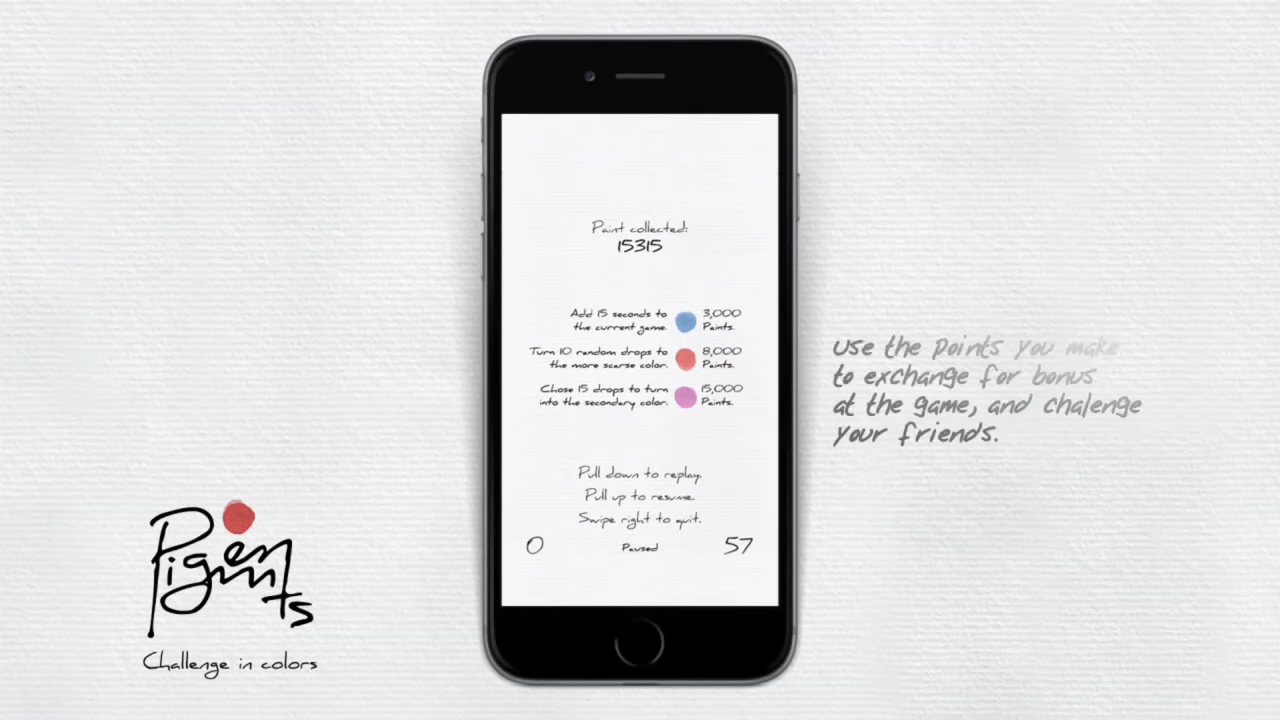 Paint collected:
15315
Add 15 seconds to
the current game.
3,000
Paints.
Turn 10 random drops to
the more scarse color.
8,000
Paints.
Chose 15 drops to turn
into the secondary color.
15,000
Paints.
Pull down to replay.
Pull up to resume.
Swipe right to quit.
0
Paused
57
Use the points you make
to exchange for bonus
at the game, and chalenge
your friends.
Pigments
Challenge in colors